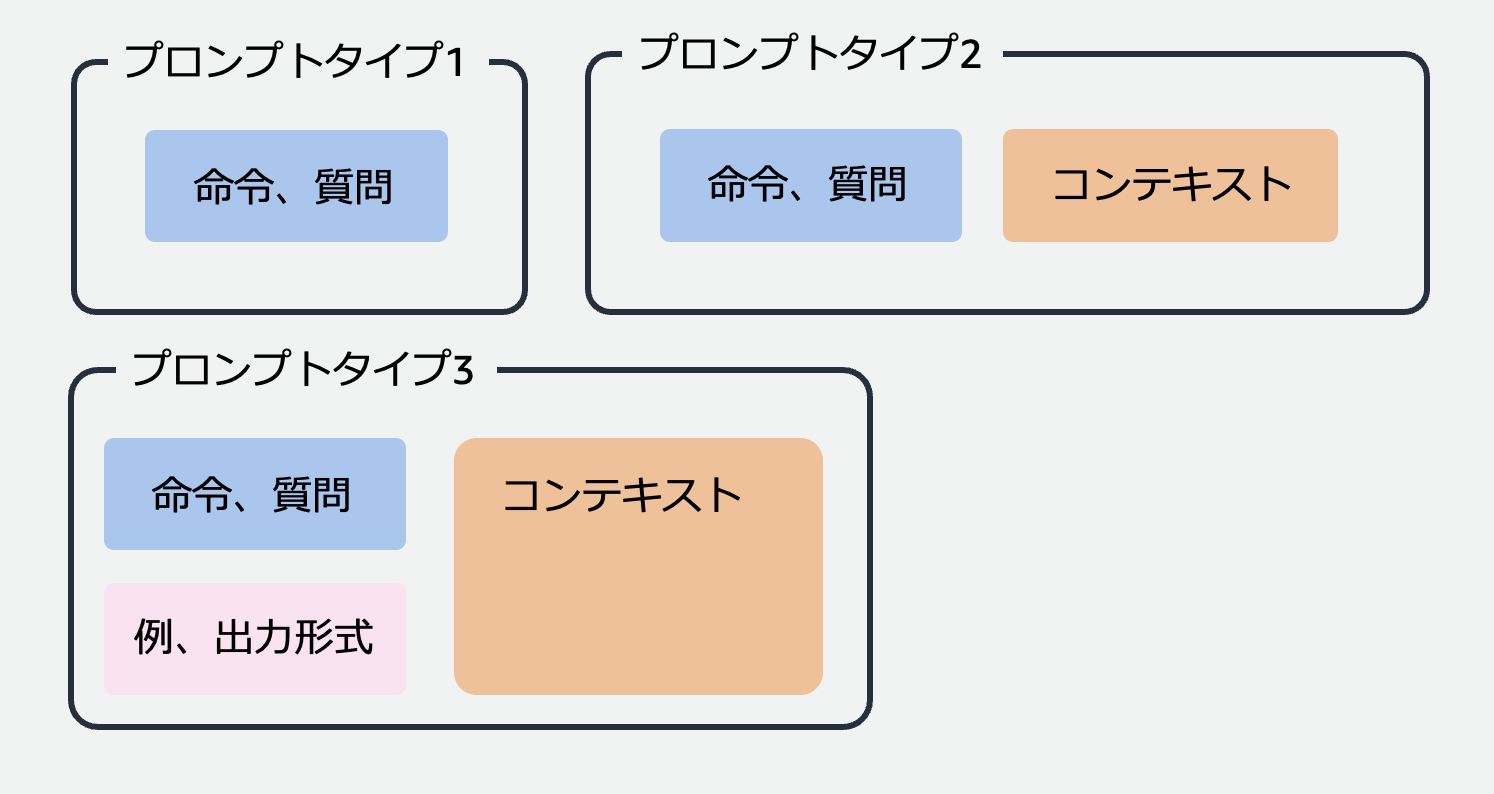 プロンプトタイプ1
プロンプトタイプ2
命令、質問
命令、質問
コンテキスト
プロンプトタイプ3
命令、質問
コンテキスト
例、出力形式